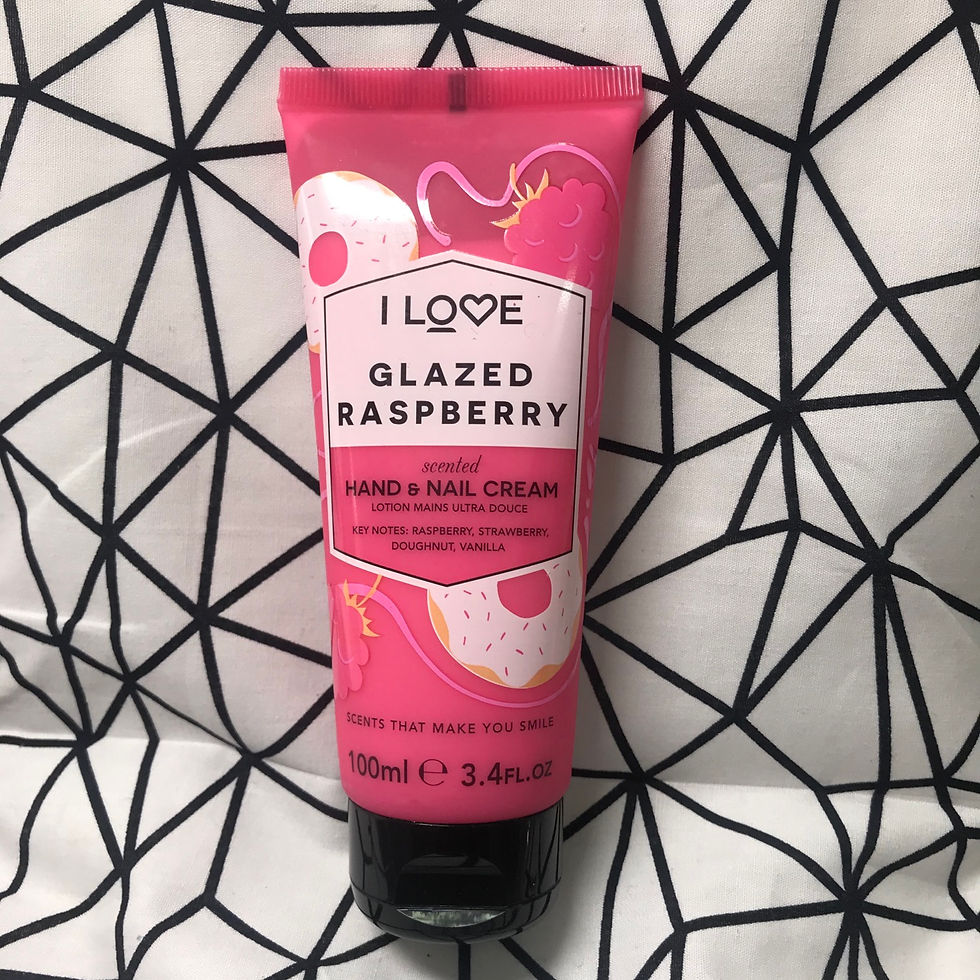 I LOVE
GLAZED
RASPBERRY
scented
HAND & NAIL CREAM
LOTION MAINS ULTRA DOUCE
KEY NOTES: RASPBERRY, STRAWBERRY,
DOUGHNUT, VANILLA
SCENTS THAT MAKE YOU SMILE
100ml ℮ 3.4FL.OZ